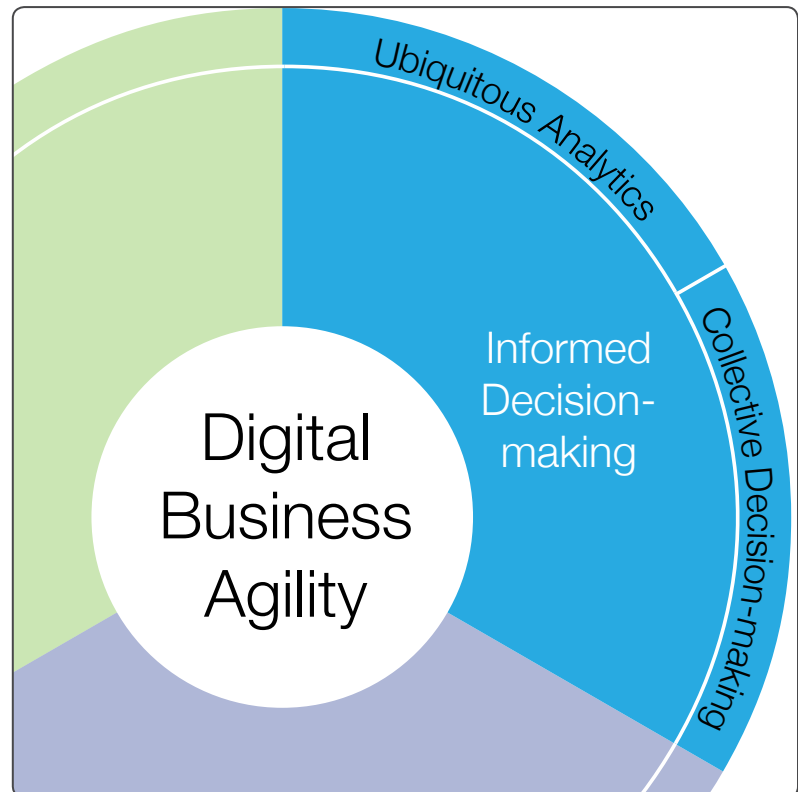 Ubiquitous Analytics
Collective Decision-making
Informed
Decision-
making
Digital
Business
Agility